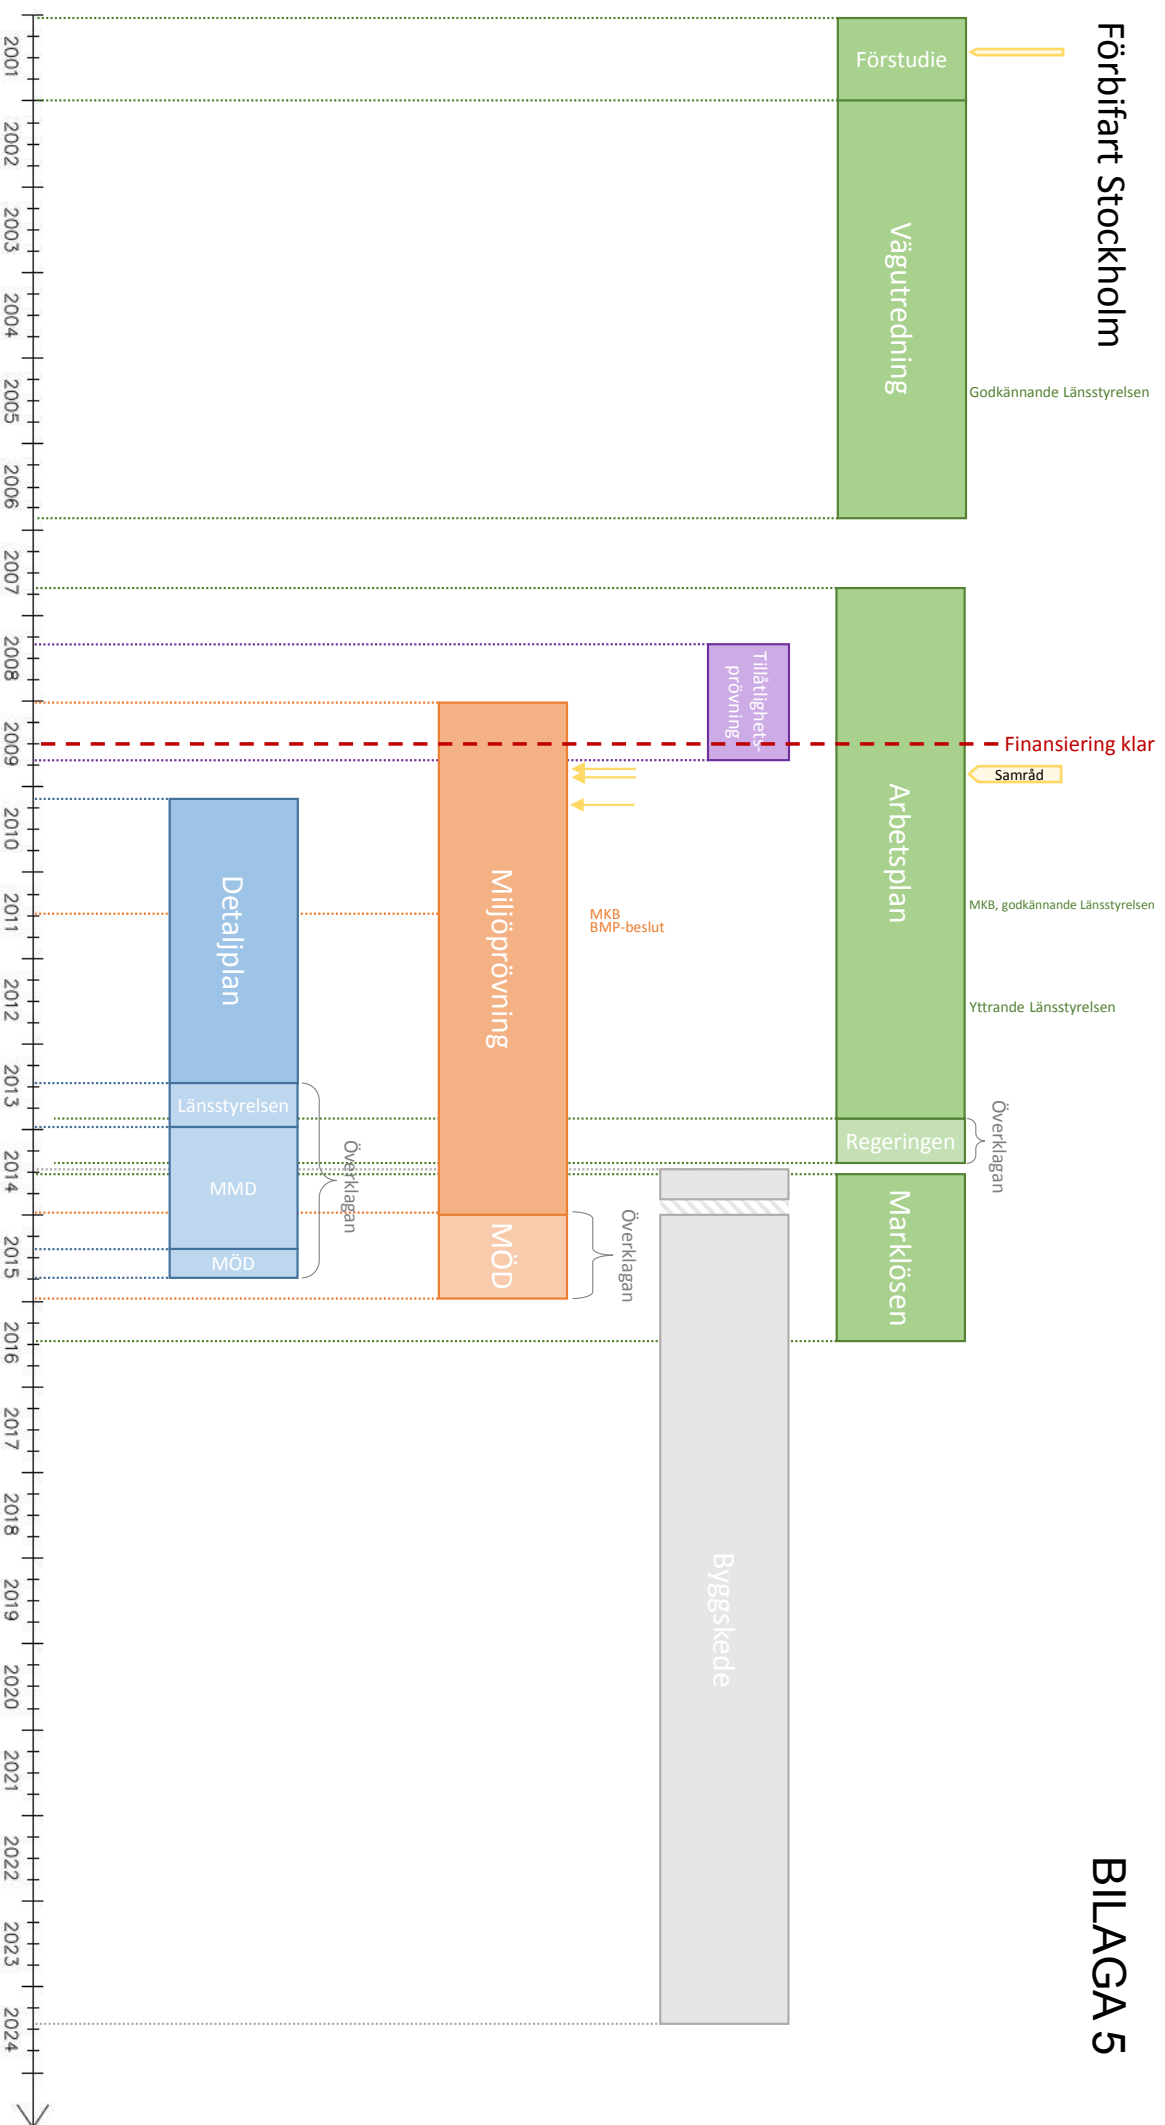 Förbifart Stockholm
BILAGA 5
Förstudie
Vägutredning
Godkännande Länsstyrelsen
Arbetsplan
Finansiering klar
Samråd
MKB, godkännande Länsstyrelsen
Yttrande Länsstyrelsen
Regeringen
Överklagan
Marklösen
Tillåtlighets-
prövning
Byggskede
Miljöprövning
MKB
BMP-beslut
MÖD
Överklagan
Detaljplan
Länsstyrelsen
MMD
MÖD
Överklagan
2001
2002
2003
2004
2005
2006
2007
2008
2009
2010
2011
2012
2013
2014
2015
2016
2017
2018
2019
2020
2021
2022
2023
2024